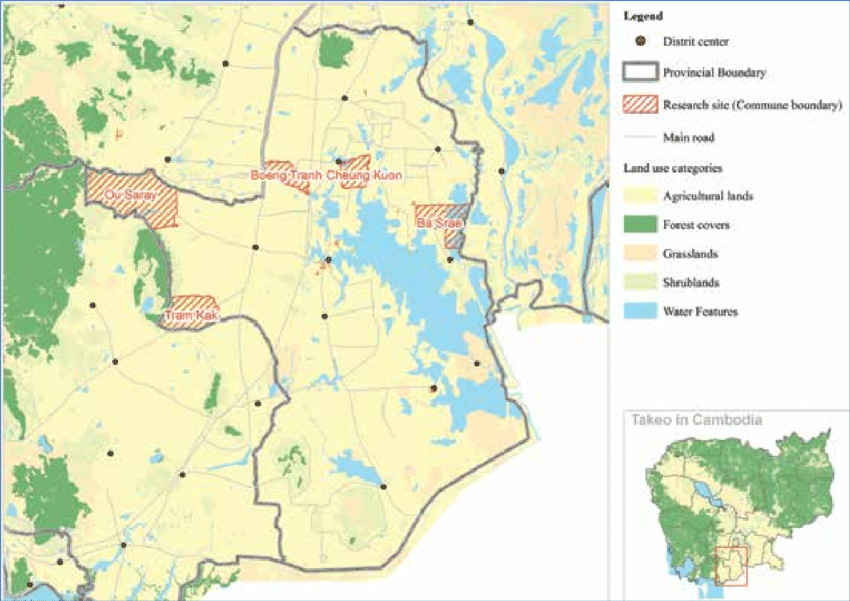 Legend
Distrit center
Provincial Boundary
Research site (Commune boundary)
Main road
Land use categories
Agricultural lands
Forest covers
Grasslands
Shrublands
Water Features
Boeng Tranh Cheung Kuon
Ou Saray
Ba Srae
Tram Kak
Takeo in Cambodia